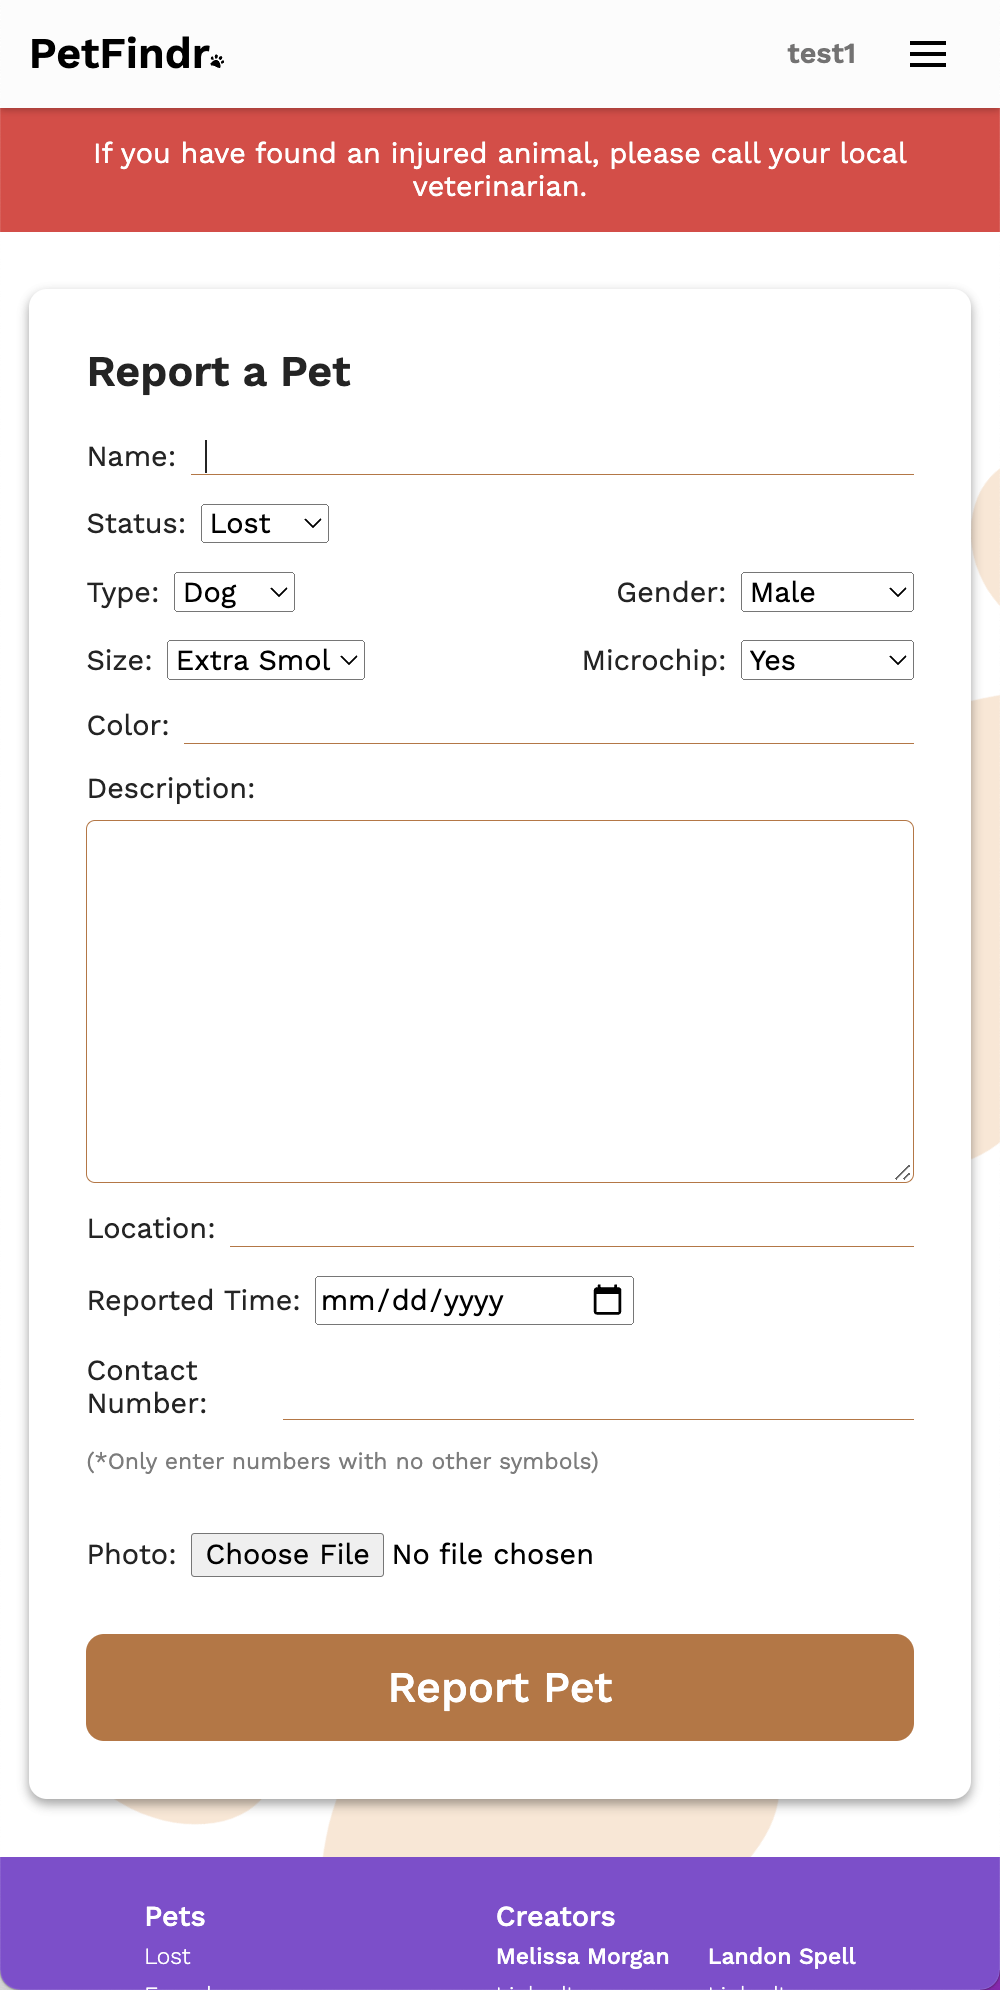 PetFindr
test1
If you have found an injured animal, please call your local
veterinarian.
Report a Pet
Name:
Status: Lost
Type: Dog Gender: Male
Size: Extra Smol Microchip: Yes
Color:
Description:
Location:
Reported Time: mm/dd/yyyy
Contact
Number:
(*Only enter numbers with no other symbols)
Photo: Choose File No file chosen
Report Pet
Pets Creators
Lost Melissa Morgan Landon Spell